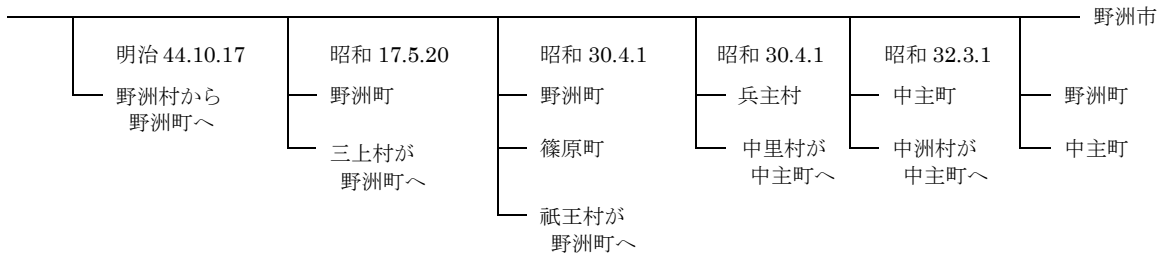 野洲市
明治 44.10.17
野洲村から
野洲町へ
昭和 17.5.20
野洲町
三上村が
野洲町へ
昭和 30.4.1
野洲町
篠原町
祇王村が
野洲町へ
昭和 30.4.1
兵主村
中里村が
中主町へ
昭和 32.3.1
中主町
中洲村が
中主町へ
野洲町
中主町